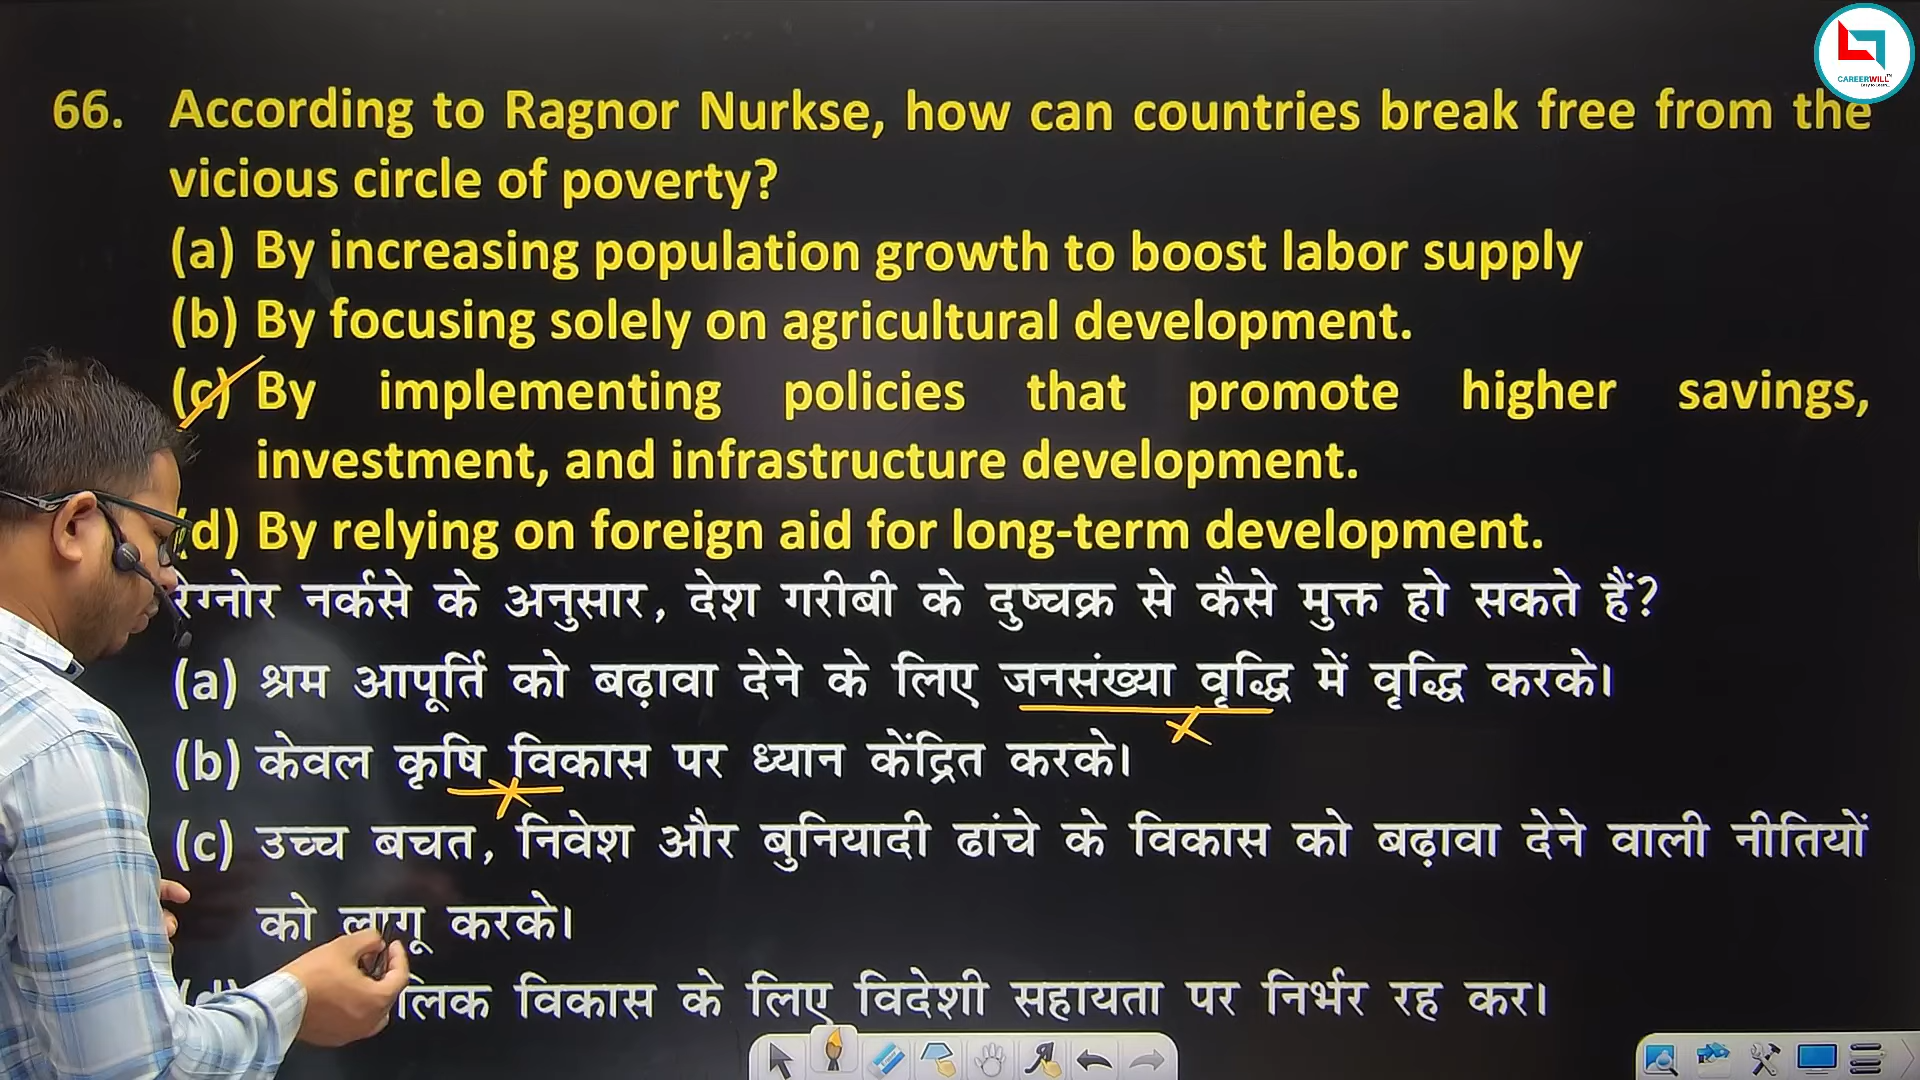 CAREERWILL
66. According to Ragnor Nurkse, how can countries break free from the
vicious circle of poverty?
(a) By increasing population growth to boost labor supply
(b) By focusing solely on agricultural development.
(c) By implementing policies that promote higher savings,
investment, and infrastructure development.
(d) By relying on foreign aid for long-term development.
रेग्नोर नर्कसे के अनुसार, देश गरीबी के दुष्चक्र से कैसे मुक्त हो सकते हैं?
(a) श्रम आपूर्ति को बढ़ावा देने के लिए जनसंख्या वृद्धि में वृद्धि करके।
(b) केवल कृषि विकास पर ध्यान केंद्रित करके।
(c) उच्च बचत, निवेश और बुनियादी ढांचे के विकास को बढ़ावा देने वाली नीतियों
को लागू करके।
विकास के लिए विदेशी सहायता पर निर्भर रह कर।